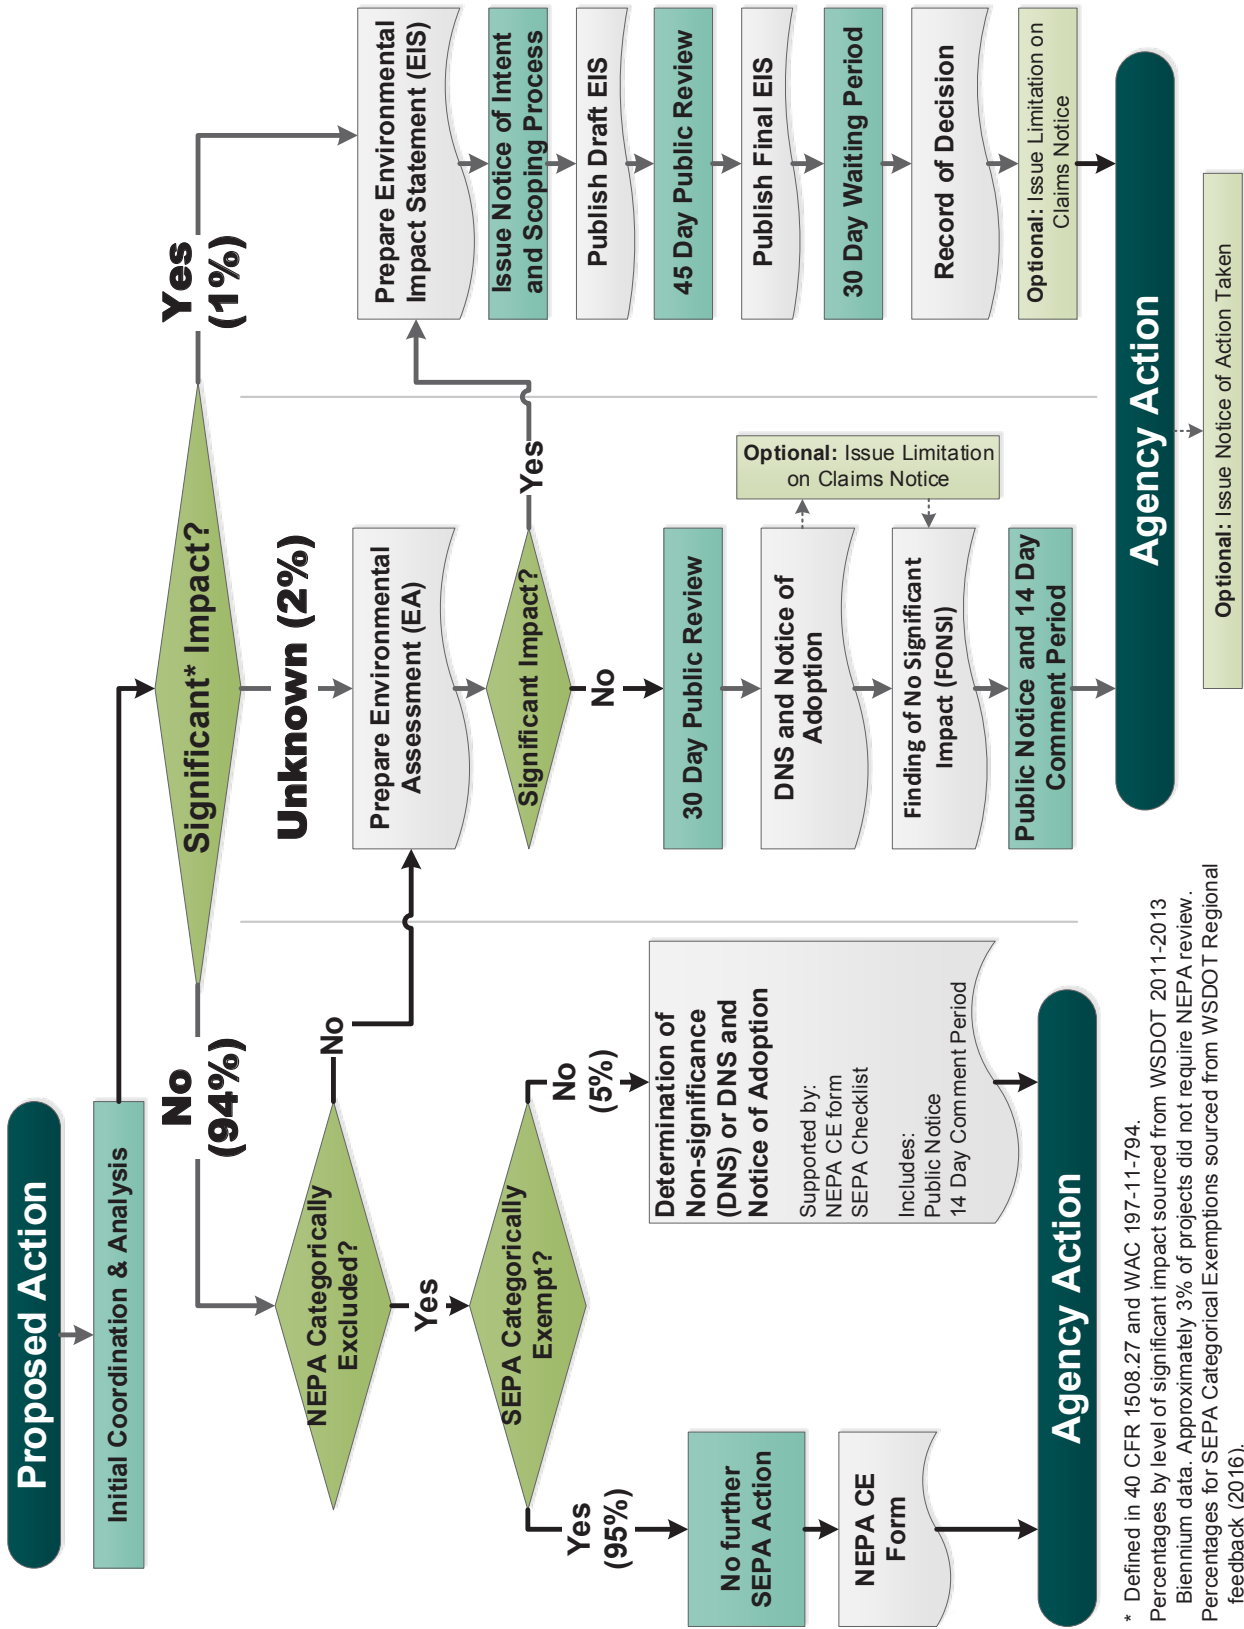 Proposed Action
Initial Coordination & Analysis
Significant* Impact?
No
(94%)
Unknown (2%)
Yes
(1%)
NEPA Categorically
Excluded?
No
Yes
SEPA Categorically
Exempt?
Yes
(95%)
No
(5%)
No further
SEPA Action
NEPA CE
Form
Determination of
Non-significance
(DNS) or DNS and
Notice of Adoption
Supported by:
NEPA CE form
SEPA Checklist
Includes:
Public Notice
14 Day Comment Period
Agency Action
Prepare Environmental
Assessment (EA)
Significant Impact?
Yes
No
30 Day Public Review
DNS and Notice of
Adoption
Optional: Issue Limitation
on Claims Notice
Finding of No Significant
Impact (FONSI)
Public Notice and 14 Day
Comment Period
Prepare Environmental
Impact Statement (EIS)
Issue Notice of Intent
and Scoping Process
Publish Draft EIS
45 Day Public Review
Publish Final EIS
30 Day Waiting Period
Record of Decision
Optional: Issue Limitation on
Claims Notice
Agency Action
Optional: Issue Notice of Action Taken
* Defined in 40 CFR 1508.27 and WAC 197-11-794.
Percentages by level of significant impact sourced from WSDOT 2011-2013
Biennium data. Approximately 3% of projects did not require NEPA review.
Percentages for SEPA Categorical Exemptions sourced from WSDOT Regional
feedback (2016).